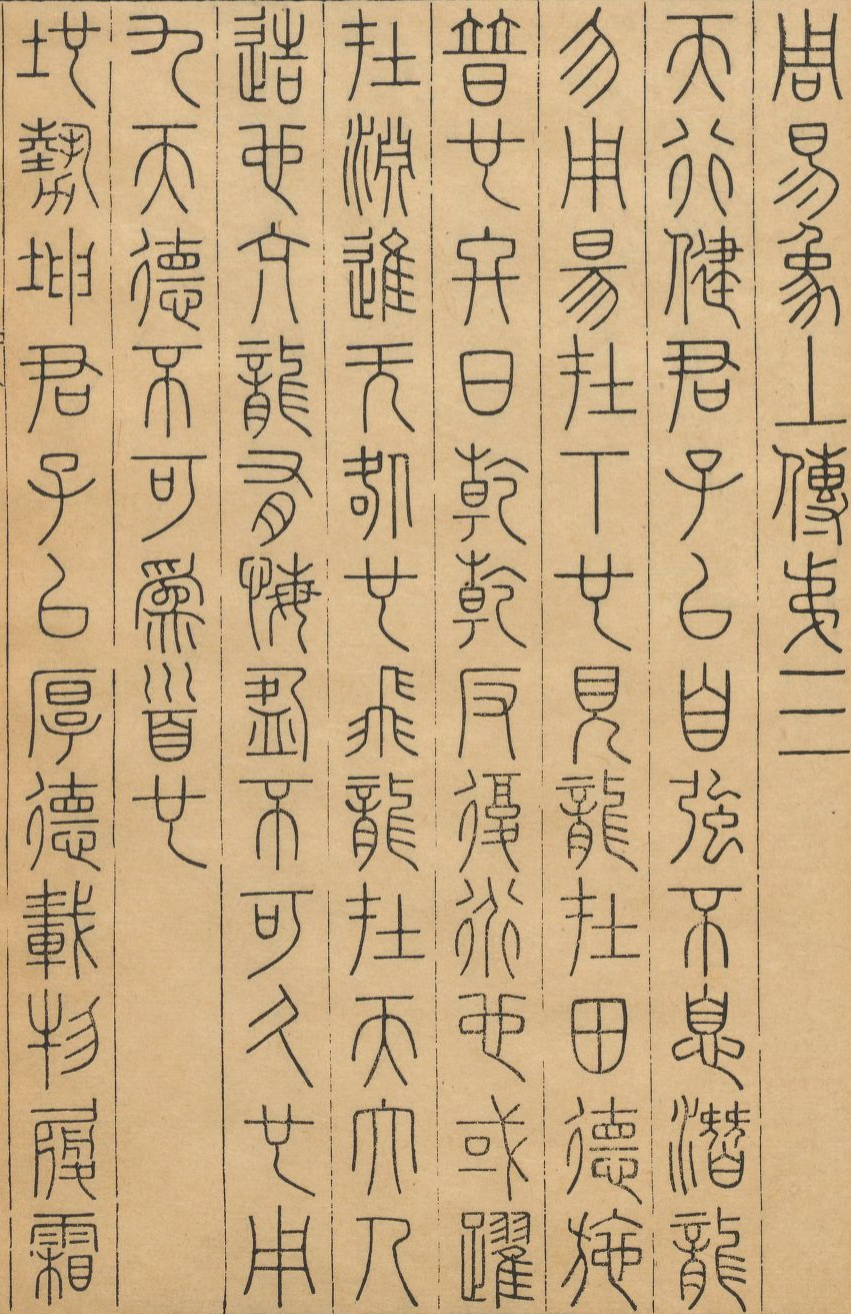 周易象上傳弟三
天行健君子㠯自強不息潛龍
勿用昜在下也見龍在田德施
普也終日乾乾反復道也或躍
在淵進无咎也飛龍在天大人
造也亢龍有悔盈不可久也用
九天德不可爲首也
地勢坤君子㠯厚德載物履霜